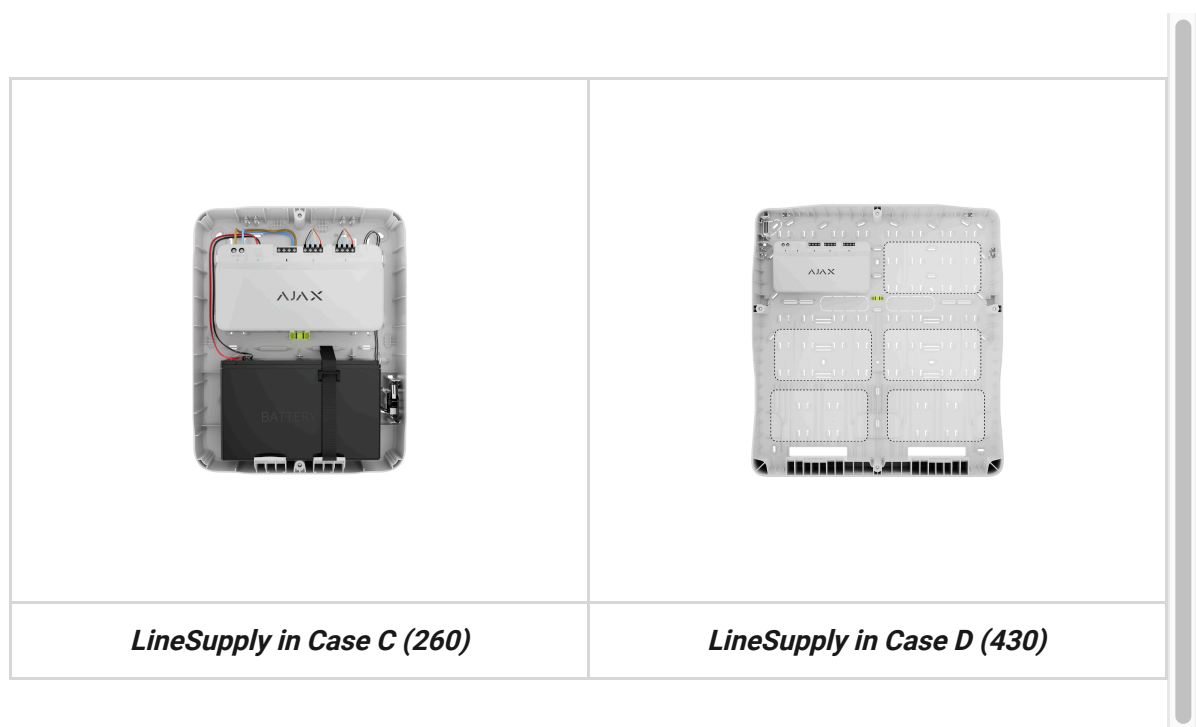 AJAX
BATTERY
AJAX
LineSupply in Case C (260)
LineSupply in Case D (430)